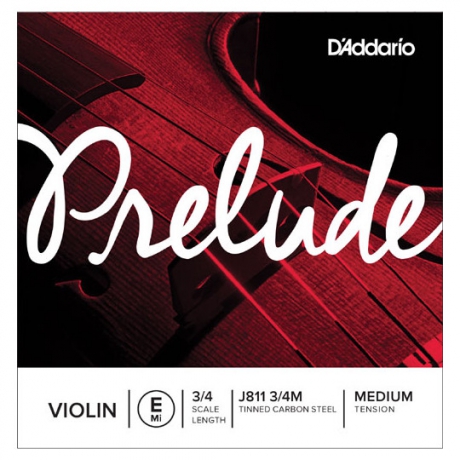 D'Addario
Prelude
VIOLIN
E
Mi
3/4
SCALE
LENGTH
J811 3/4M
TINNED CARBON STEEL
MEDIUM
TENSION